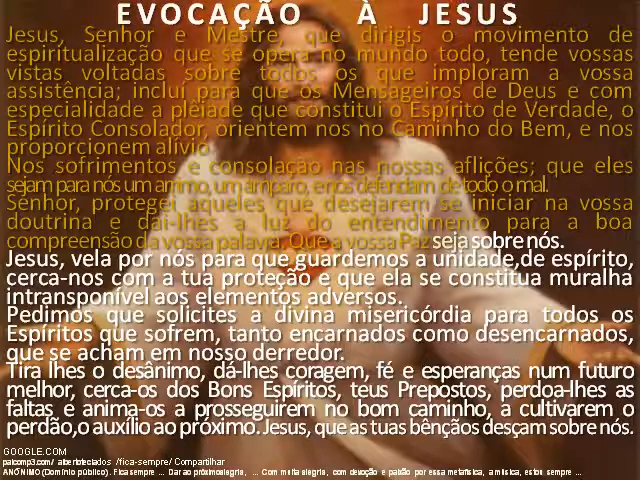 EVOCAÇÃO À JESUS
Jesus, Senhor e Mestre, que dirigis o movimento de
espiritualização que se opera no mundo todo, tende vossas
vistas voltadas sobre todos os que imploram a vossa
assistência; incluí para que os Mensageiros de Deus e com
especialidade a plêiade que constitui o Espírito de Verdade, o
Espírito Consolador, orientem nos no Caminho do Bem, e nos
proporcionem alívio.
Nos sofrimentos e consolação nas nossas aflições; que eles
sejam para nós um animo, um amparo, e nos defendam de todo o mal.
Senhor, protegei aqueles que desejarem se iniciar na vossa
doutrina e dai-lhes a luz do entendimento para a boa
compreensão da vossa palavra. Que a vossa Paz seja sobre nós.
Jesus, vela por nós para que guardemos a unidade,de espírito,
cerca-nos com a tua proteção e que ela se constitua muralha
intransponível aos elementos adversos.
Pedimos que solicites a divina misericórdia para todos os
Espíritos que sofrem, tanto encarnados como desencarnados,
que se acham em nosso derredor.
Tira lhes o desânimo, dá-lhes coragem, fé e esperanças num futuro
melhor, cerca-os dos Bons Espíritos, teus Prepostos, perdoa-lhes as
faltas e anima-os a prosseguirem no bom caminho, a cultivarem o
perdão,o auxílio ao próximo.Jesus, que as tuas bênçãos desçam sobre nós.
GOOGLE.COM
palcomp3.com/ albertofectados /fica-sempre/ Compartilhar
ANÔNIMO (Domínio público). Fica sempre ... Dar ao próximo alegria, ... Com muita alegria, com devoção e paixão por essa metafísica, a música, estou sempre ...